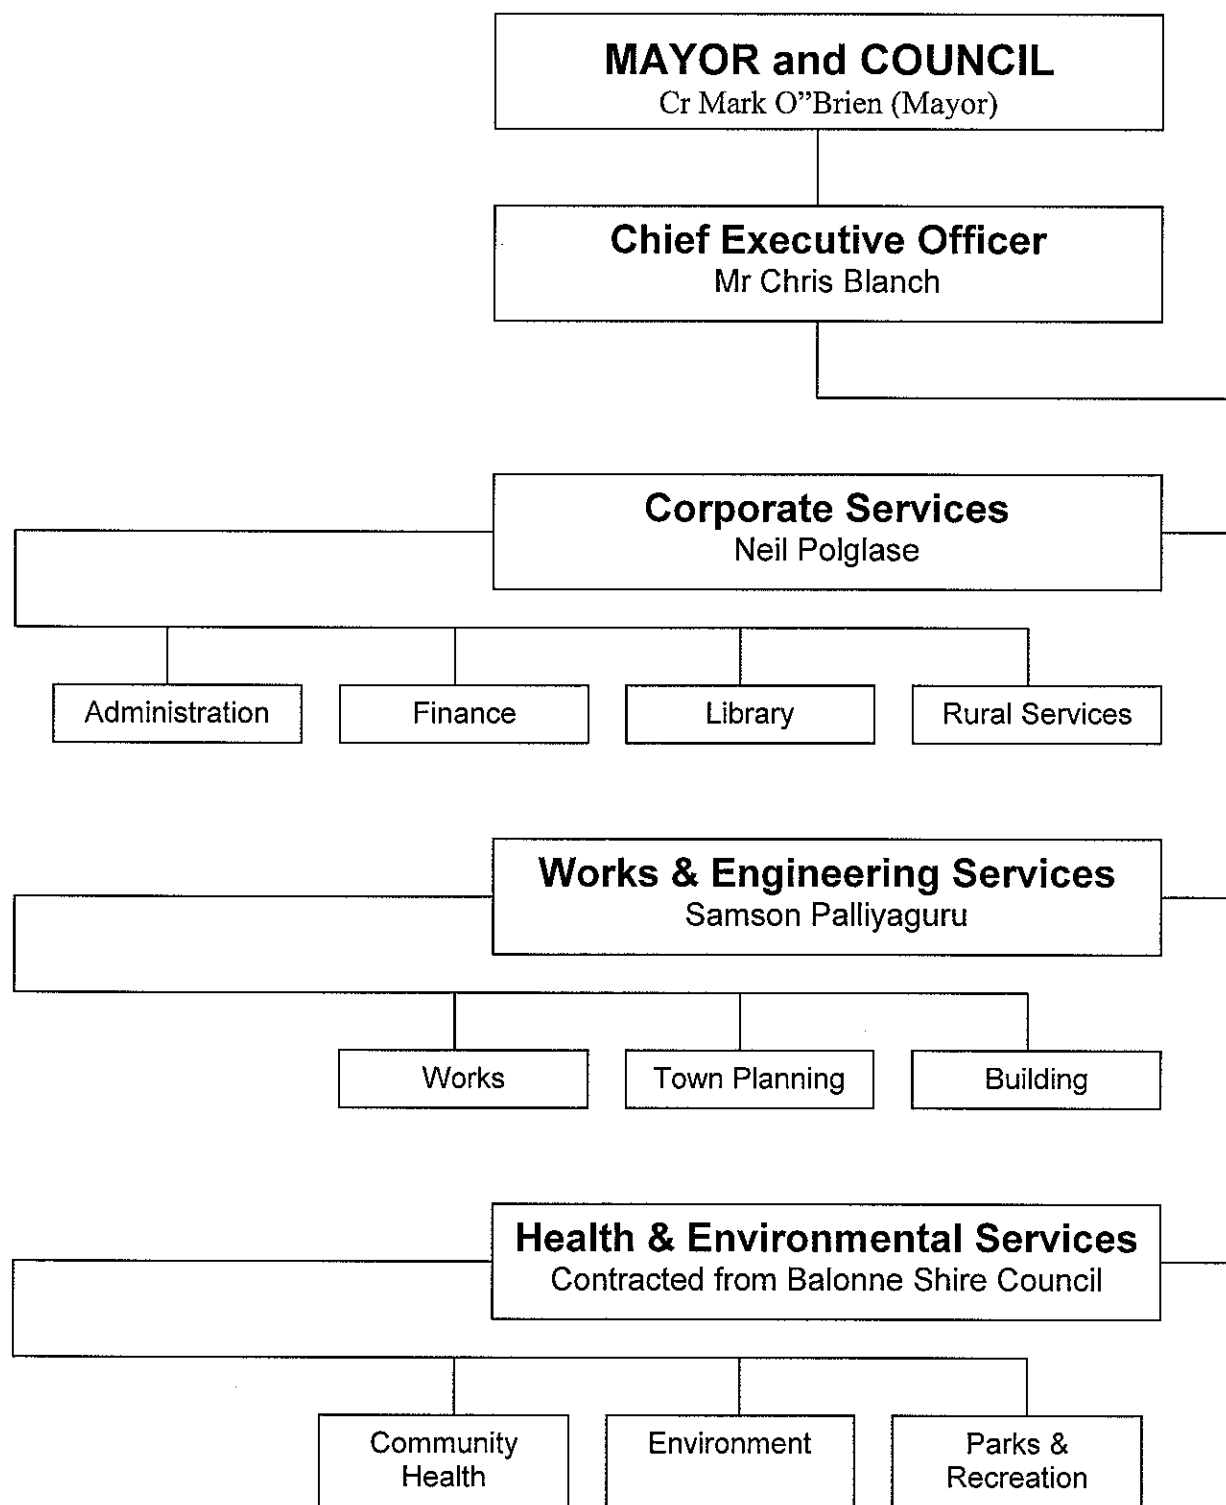 MAYOR and COUNCIL
Cr Mark O"Brien (Mayor)
Chief Executive Officer
Mr Chris Blanch
Corporate Services
Neil Polglase
Administration
Finance
Library
Rural Services
Works & Engineering Services
Samson Palliyaguru
Works
Town Planning
Building
Health & Environmental Services
Contracted from Balonne Shire Council
Community
Health
Environment
Parks &
Recreation